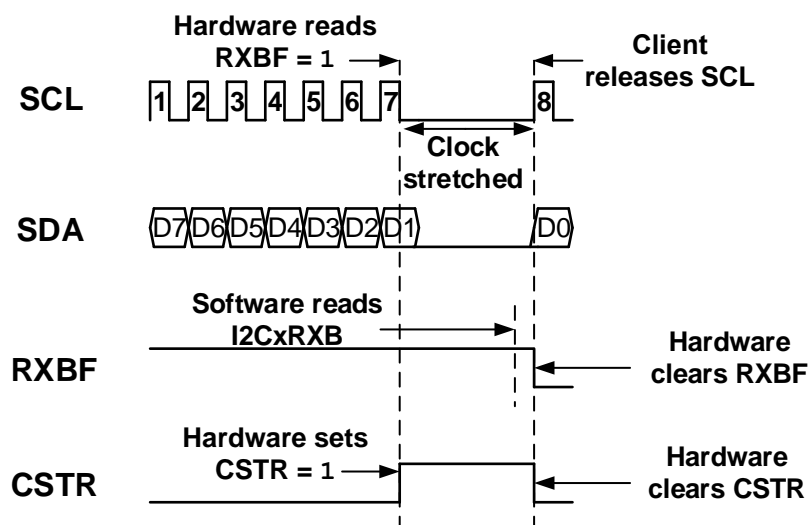 Hardware reads
RXBF = 1
Client
releases SCL
SCL
1 2 3 4 5 6 7 8
Clock
stretched
SDA
D7 D6 D5 D4 D3 D2 D1 D0
Software reads
I2CxRXB
RXBF
Hardware
clears RXBF
Hardware sets
CSTR = 1
CSTR
Hardware
clears CSTR